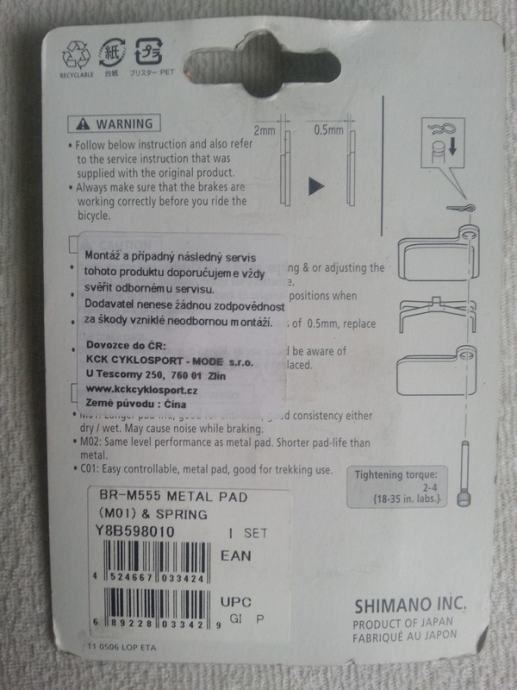 RECYCLABLE
紙
台紙
プラ
ブリスター PET
WARNING
• Follow below instruction and also refer
to the service instruction that was
supplied with the original product.
• Always make sure that the brakes are
working correctly before you ride the
bicycle.
2mm
0.5mm
CAUTION
ng & or adjusting the
e.
positions when
of 0.5mm, replace
d be aware of
laced.
Montáž a případný následný servis
tohoto produktu doporučujeme vždy
svěřit odbornému servisu.
Dodavatel nenese žádnou zodpovědnost
za škody vzniklé neodbornou montáží.
Dovozce do ČR:
KCK CYKLOSPORT - MODE s.r.o.
U Tescomy 250, 760 01 Zlín
www.kckcyklosport.cz
Země původu : Čína
consistency either
dry / wet. May cause noise while braking.
• M02: Same level performance as metal pad. Shorter pad-life than
metal.
• C01: Easy controllable, metal pad, good for trekking use.
Tightening torque:
2-4
{18-35 in. labs.}
BR-M555 METAL PAD
(M01) & SPRING
Y8B598010 1 SET
EAN
4 524667 033424
UPC
GI P
6 89228 03342 9
SHIMANO INC.
PRODUCT OF JAPAN
FABRIQUÉ AU JAPON
11 0506 LOP ETA